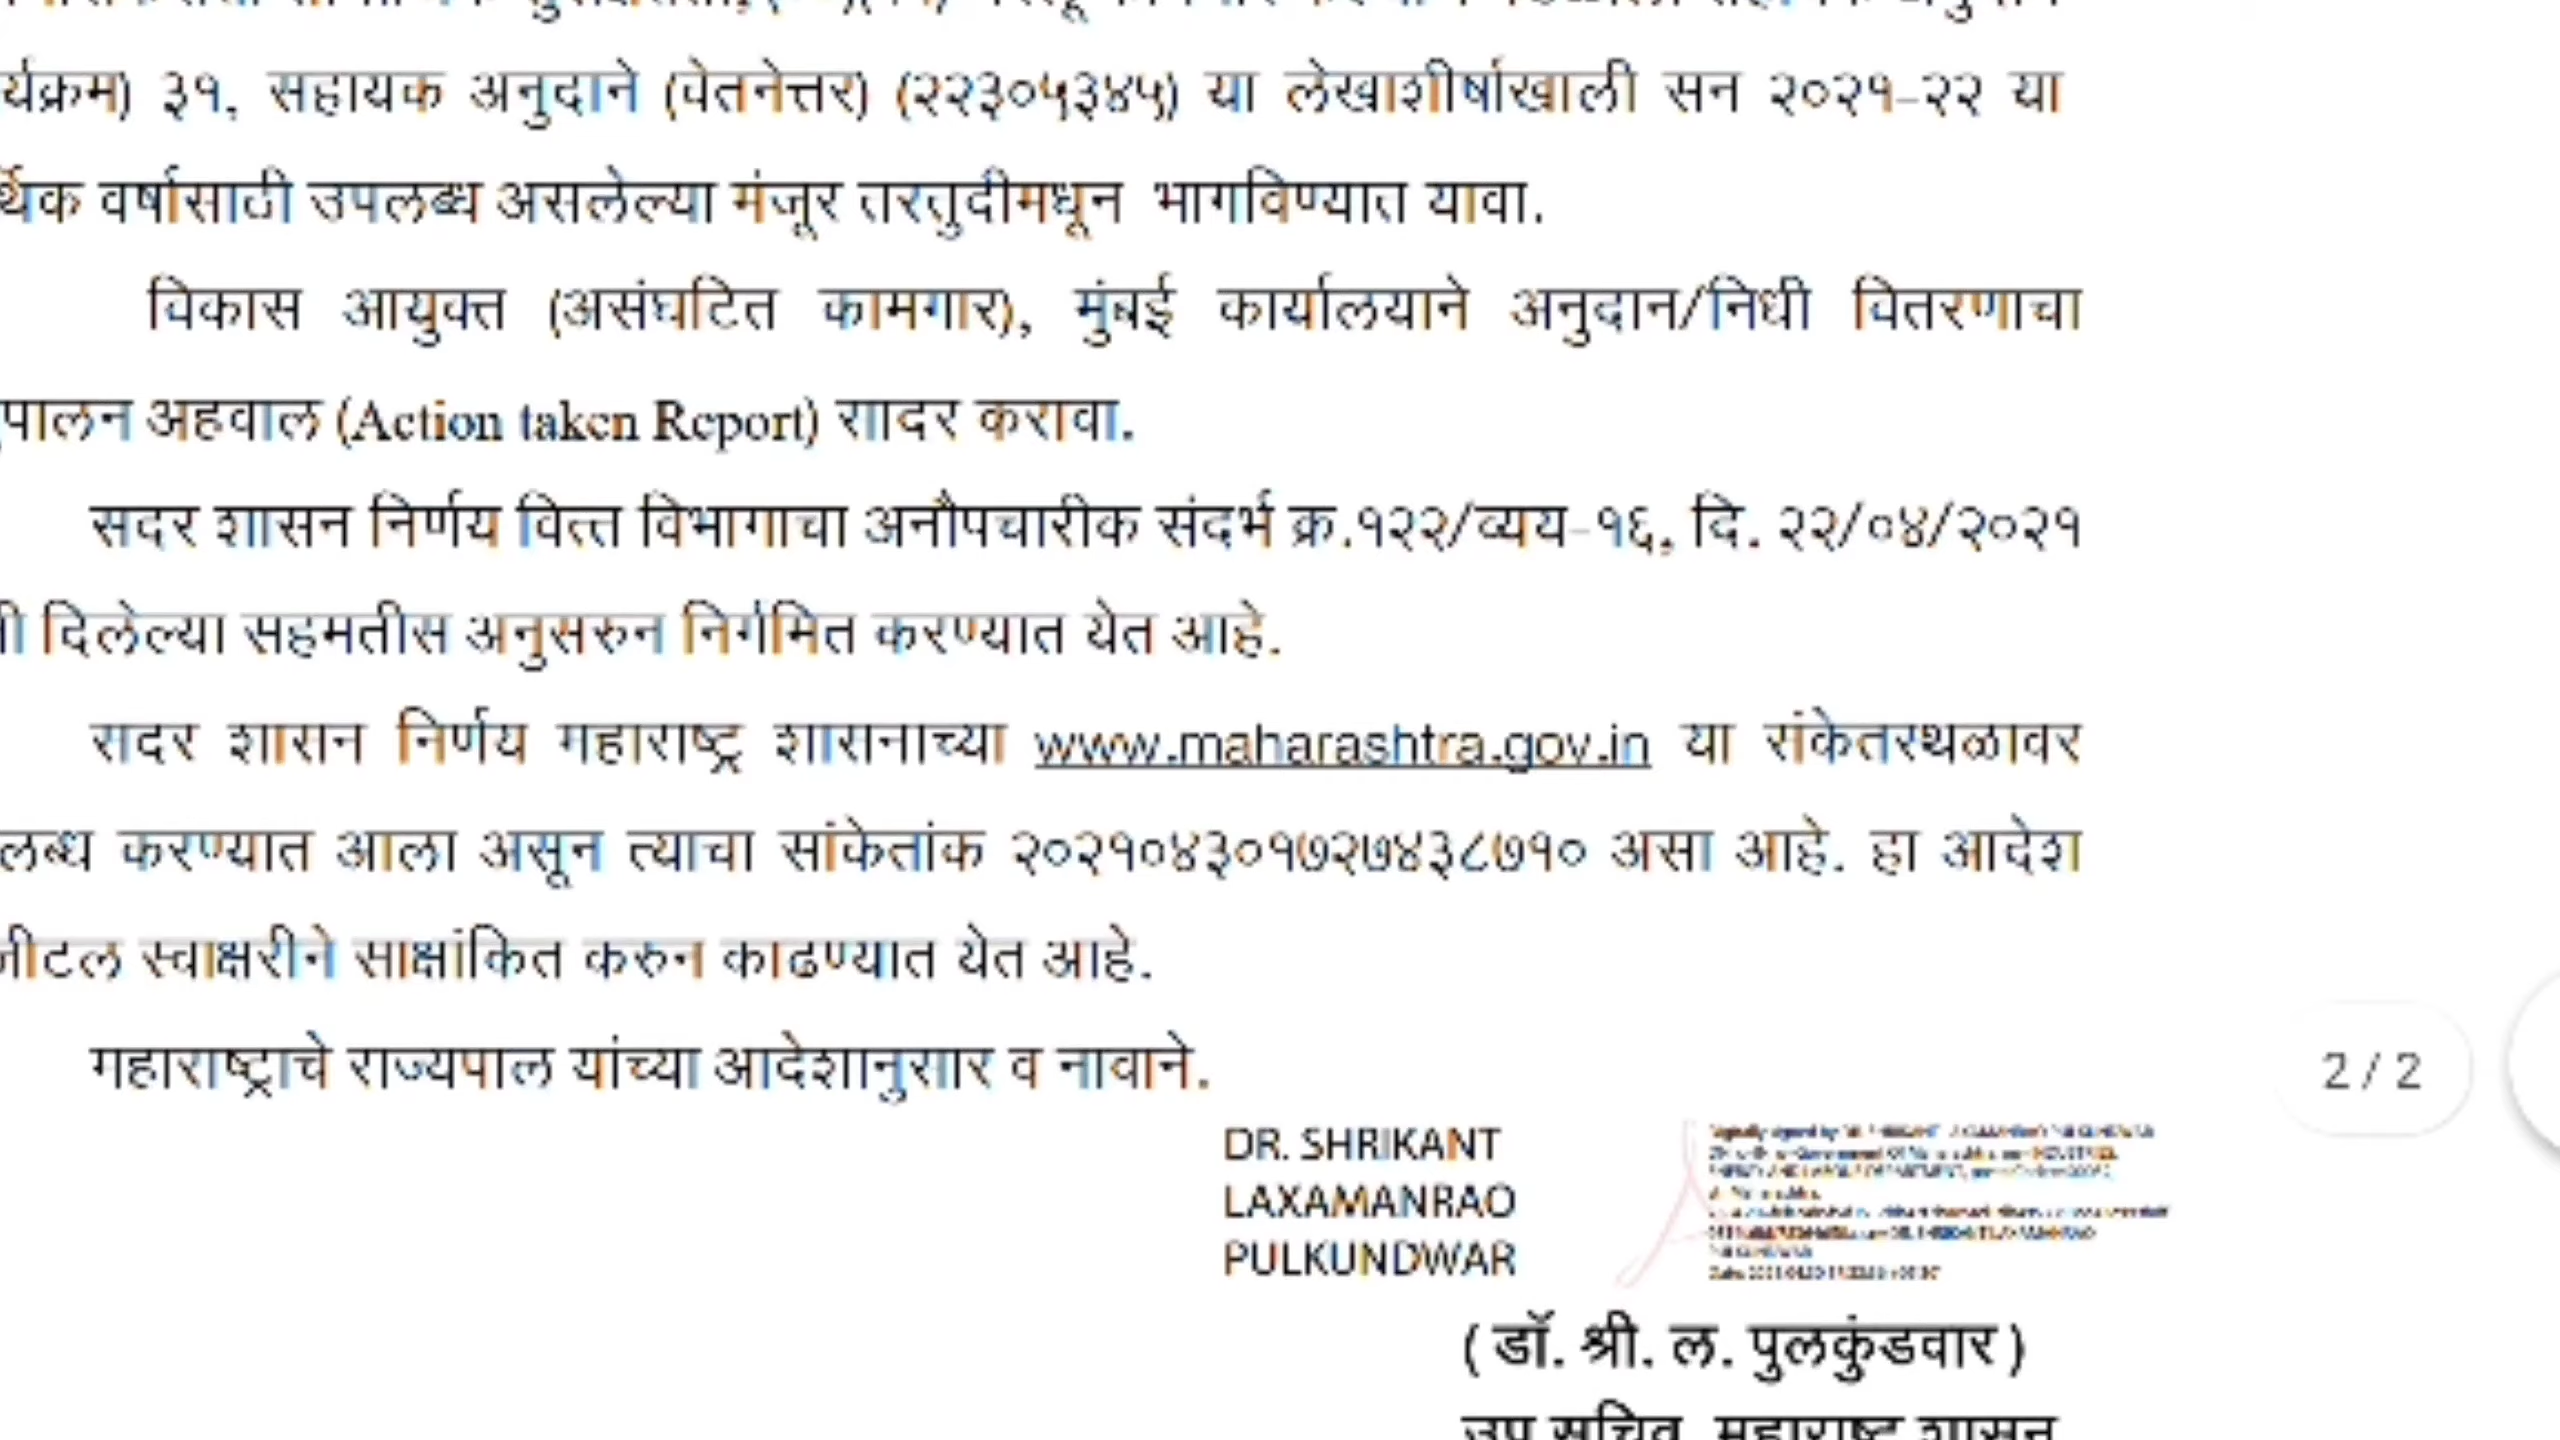 र्यक्रम) ३१, सहायक अनुदाने (वेतनेत्तर) (२२३०५३४५) या लेखाशीर्षाखाली सन २०२१-२२ या
र्थिक वर्षासाठी उपलब्ध असलेल्या मंजूर तरतुदीमधून भागविण्यात यावा.
विकास आयुक्त (असंघटित कामगार), मुंबई कार्यालयाने अनुदान/निधी वितरणाचा
पालन अहवाल (Action taken Report) सादर करावा.
सदर शासन निर्णय वित्त विभागाचा अनौपचारीक संदर्भ क्र.१२२/व्यय-१६, दि. २२/०४/२०२१
दिलेल्या सहमतीस अनुसरुन निर्गमित करण्यात येत आहे.
सदर शासन निर्णय महाराष्ट्र शासनाच्या www.maharashtra.gov.in या संकेतस्थळावर
लब्ध करण्यात आला असून त्याचा सांकेतांक २०२१०४३०१७२७४३८७१० असा आहे. हा आदेश
जीटल स्वाक्षरीने साक्षांकित करुन काढण्यात येत आहे.
महाराष्ट्राचे राज्यपाल यांच्या आदेशानुसार व नावाने.
2 / 2
DR. SHRIKANT
LAXAMANRAO
PULKUNDWAR
( डॉ. श्री. ल. पुलकुंडवार )
उप सचिव, महाराष्ट्र शासन